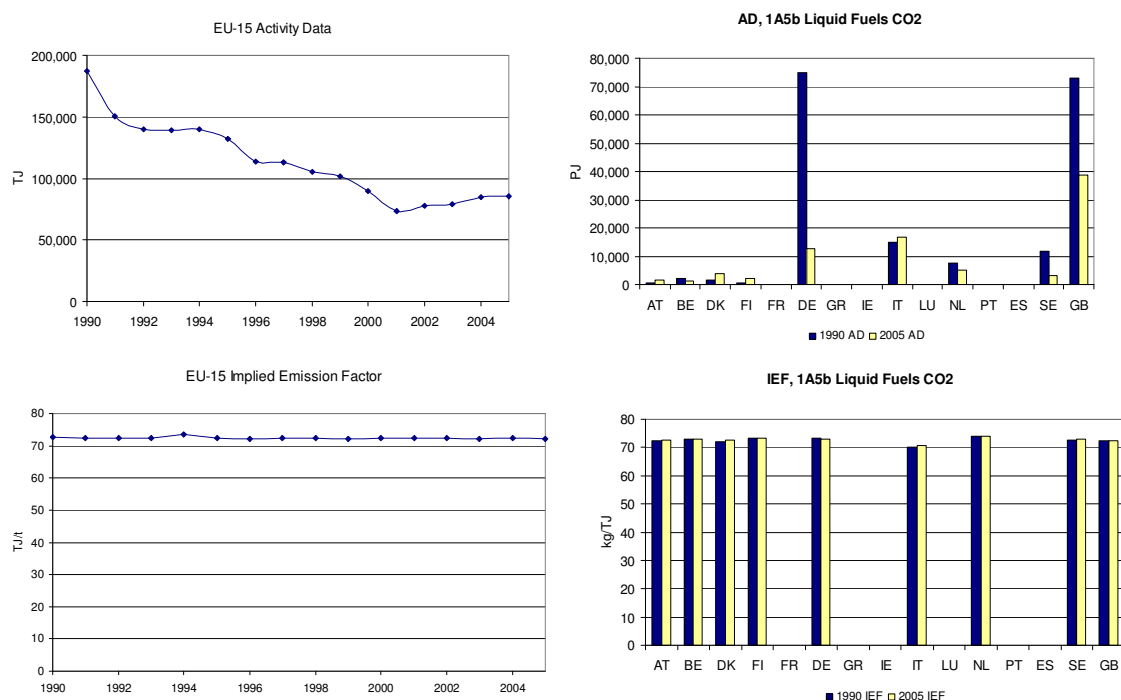 EU-15 Activity Data
200,000
150,000
100,000
50,000
0
TJ
1990 1992 1994 1996 1998 2000 2002 2004
AD, 1A5b Liquid Fuels CO2
80,000
70,000
60,000
50,000
40,000
30,000
20,000
10,000
0
PJ
AT BE DK FI FR DE GR IE IT LU NL PT ES SE GB
1990 AD 2005 AD
EU-15 Implied Emission Factor
80
70
60
50
40
30
20
10
0
TJ/t
1990 1992 1994 1996 1998 2000 2002 2004
IEF, 1A5b Liquid Fuels CO2
80
70
60
50
40
30
20
10
0
kg/TJ
AT BE DK FI FR DE GR IE IT LU NL PT ES SE GB
1990 IEF 2005 IEF